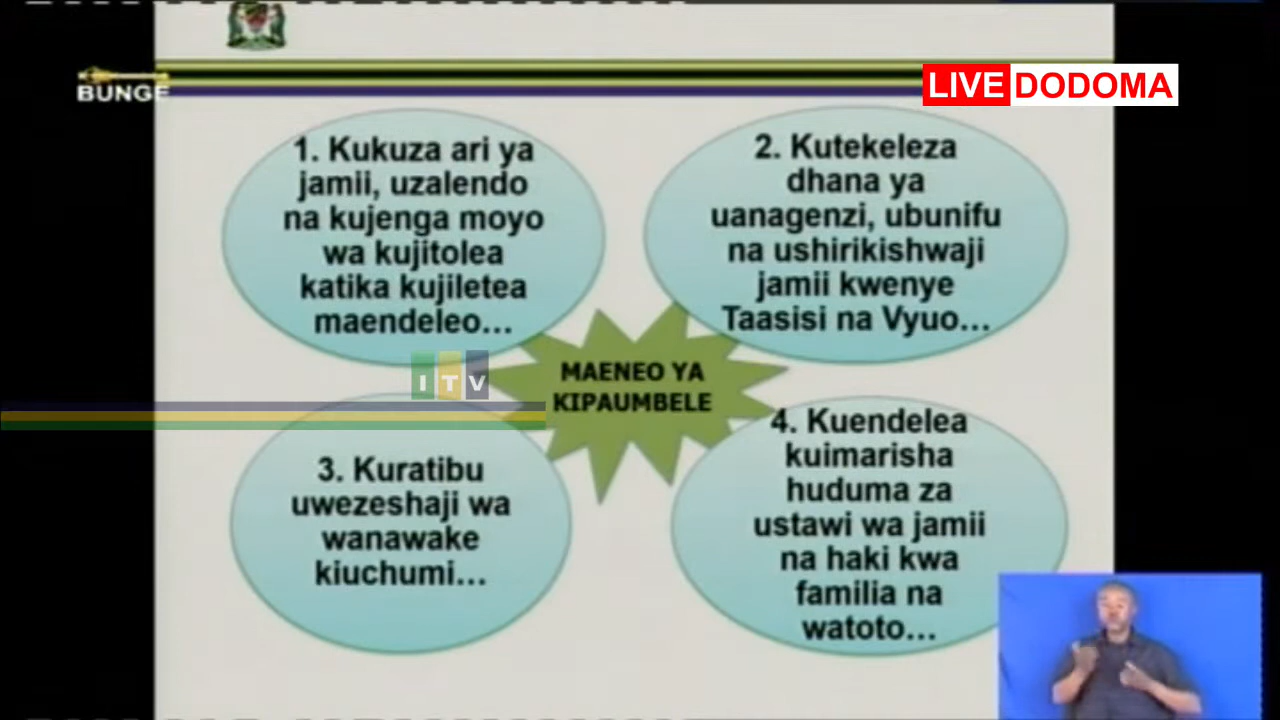 BUNGE
LIVE DODOMA
1. Kukuza ari ya
jamii, uzalendo
na kujenga moyo
wa kujitolea
katika kujiletea
maendeleo...
2. Kutekeleza
dhana ya
uanagenzi, ubunifu
na ushirikishwaji
jamii kwenye
Taasisi na Vyuo...
MAENEO YA
KIPAUMBELE
ITV
3. Kuratibu
uwezeshaji wa
wanawake
kiuchumi...
4. Kuendelea
kuimarisha
huduma za
ustawi wa jamii
na haki kwa
familia na
watoto...